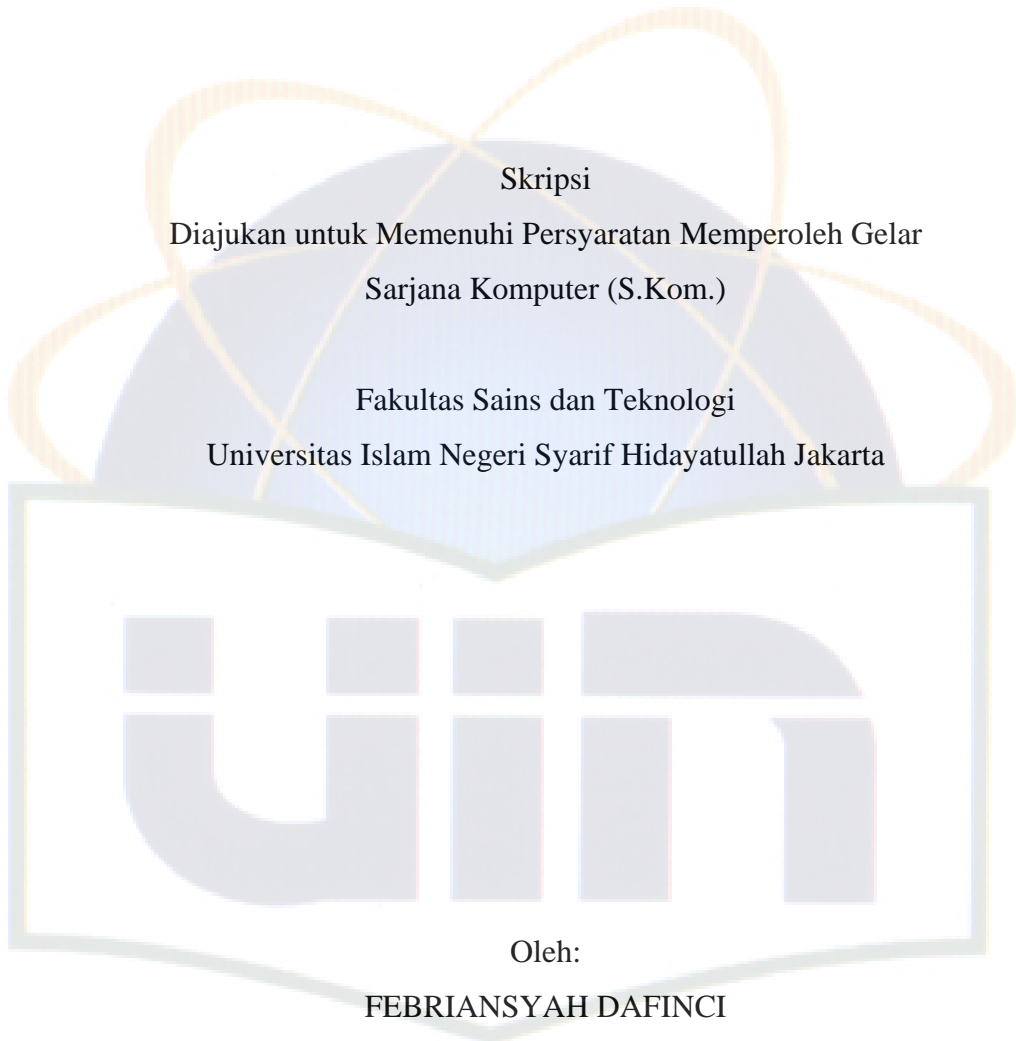 Skripsi
Diajukan untuk Memenuhi Persyaratan Memperoleh Gelar
Sarjana Komputer (S.Kom.)
Fakultas Sains dan Teknologi
Universitas Islam Negeri Syarif Hidayatullah Jakarta
uin
Oleh:
FEBRIANSYAH DAFINCI